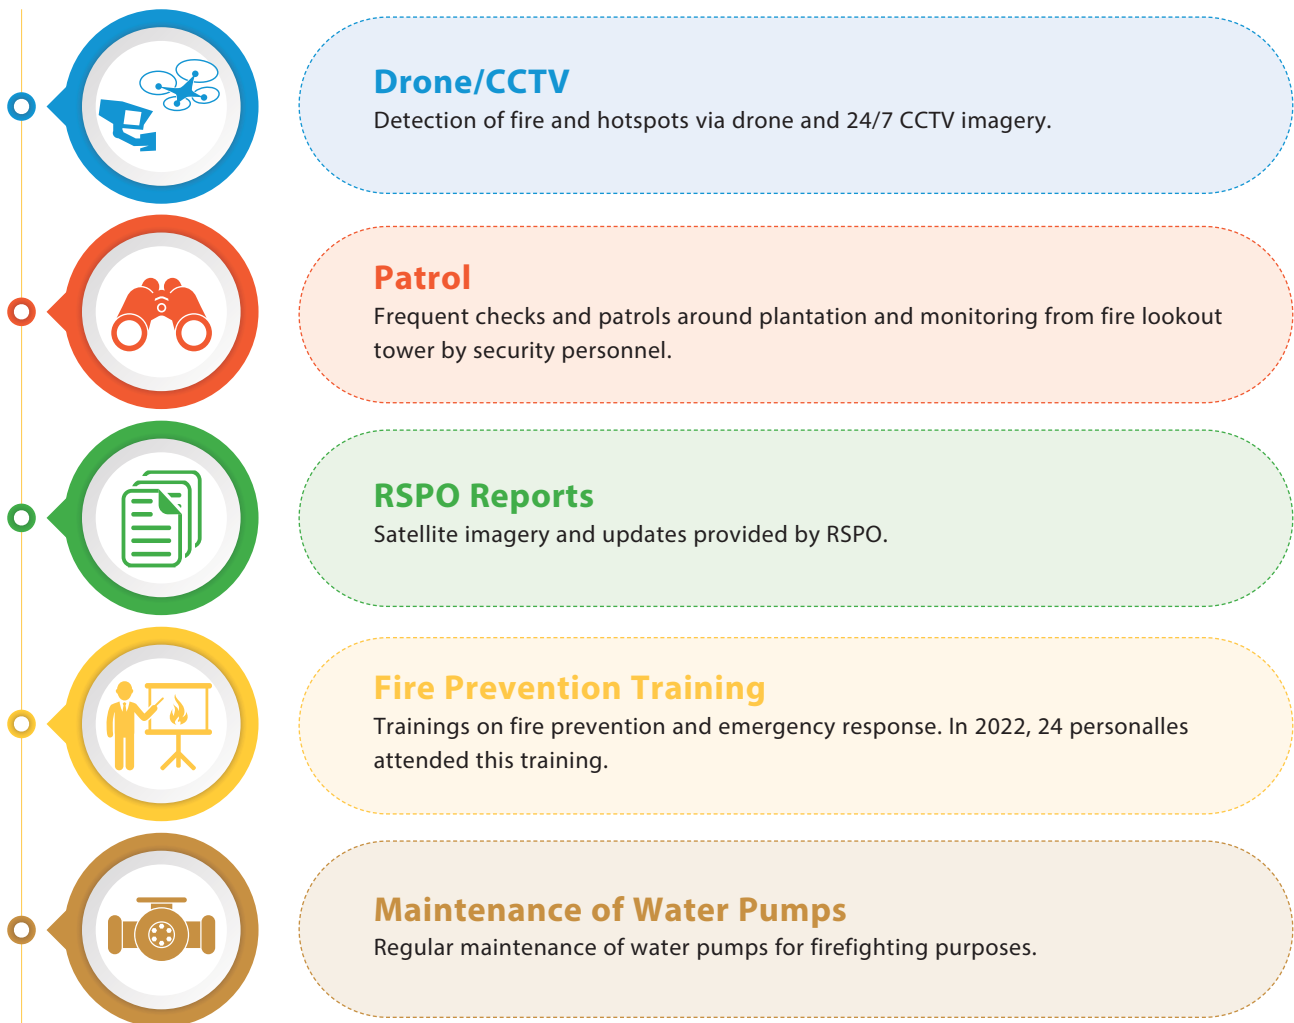 Drone/CCTV
Detection of fire and hotspots via drone and 24/7 CCTV imagery.
Patrol
Frequent checks and patrols around plantation and monitoring from fire lookout
tower by security personnel.
RSPO Reports
Satellite imagery and updates provided by RSPO.
Fire Prevention Training
Trainings on fire prevention and emergency response. In 2022, 24 personalles
attended this training.
Maintenance of Water Pumps
Regular maintenance of water pumps for firefighting purposes.